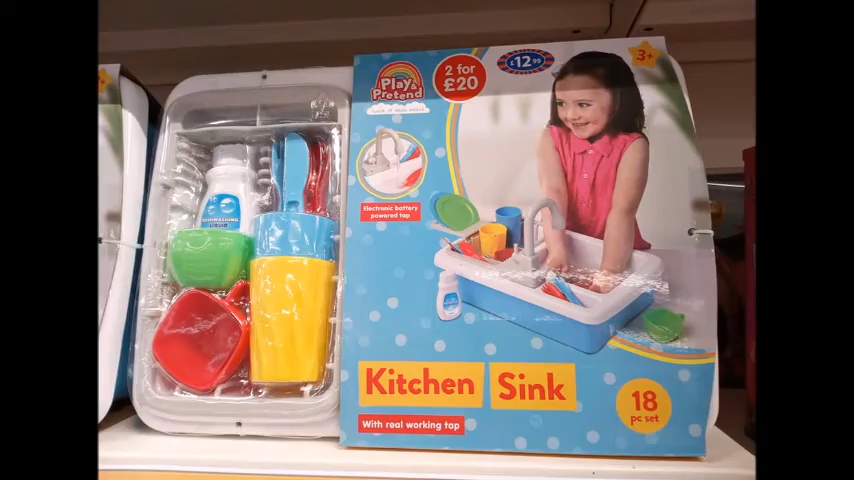 Play &
Pretend
2 for
£20
£12.99
3+
Electronic battery
powered tap
DISHWASHING
LIQUID
Kitchen Sink
With real working tap
18
pc set